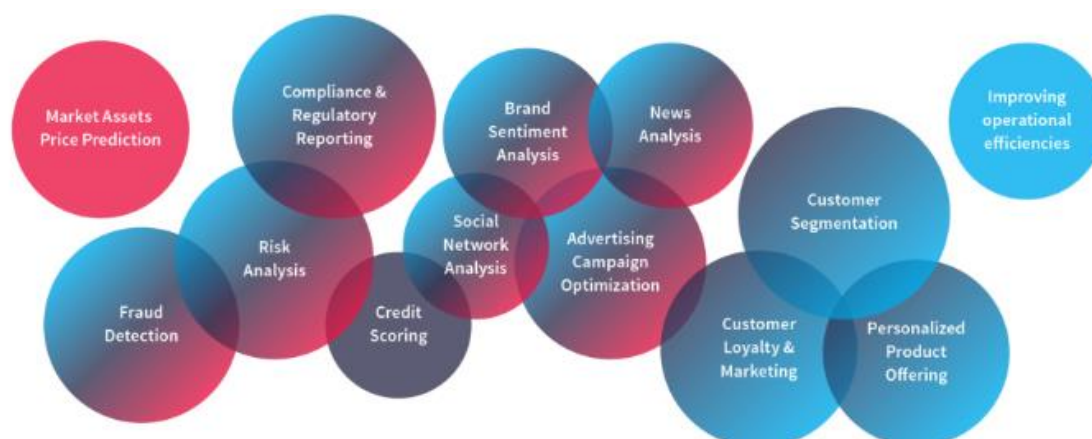 Market Assets
Price Prediction
Compliance &
Regulatory
Reporting
Brand
Sentiment
Analysis
News
Analysis
Improving
operational
efficiencies
Customer
Segmentation
Risk
Analysis
Social
Network
Analysis
Advertising
Campaign
Optimization
Fraud
Detection
Credit
Scoring
Customer
Loyalty &
Marketing
Personalized
Product
Offering